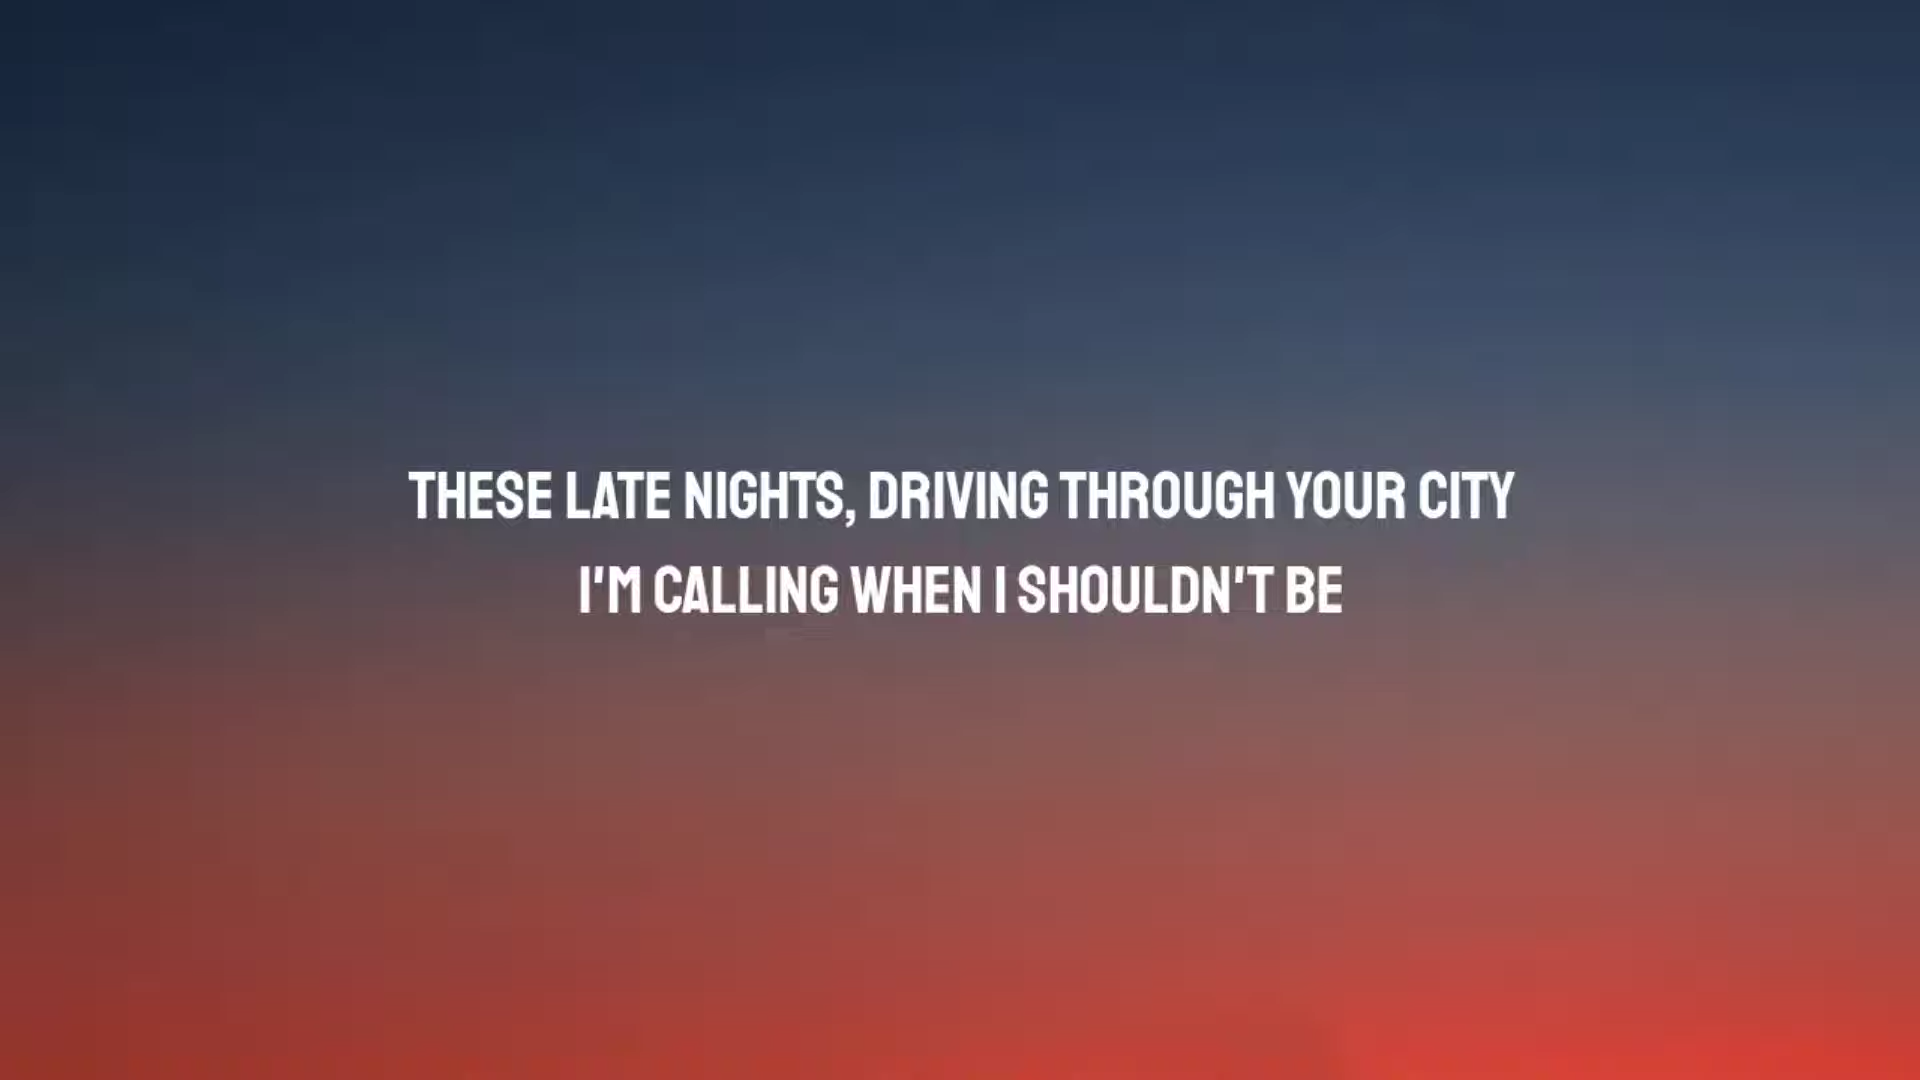 THESE LATE NIGHTS, DRIVING THROUGH YOUR CITY
I'M CALLING WHEN I SHOULDN'T BE